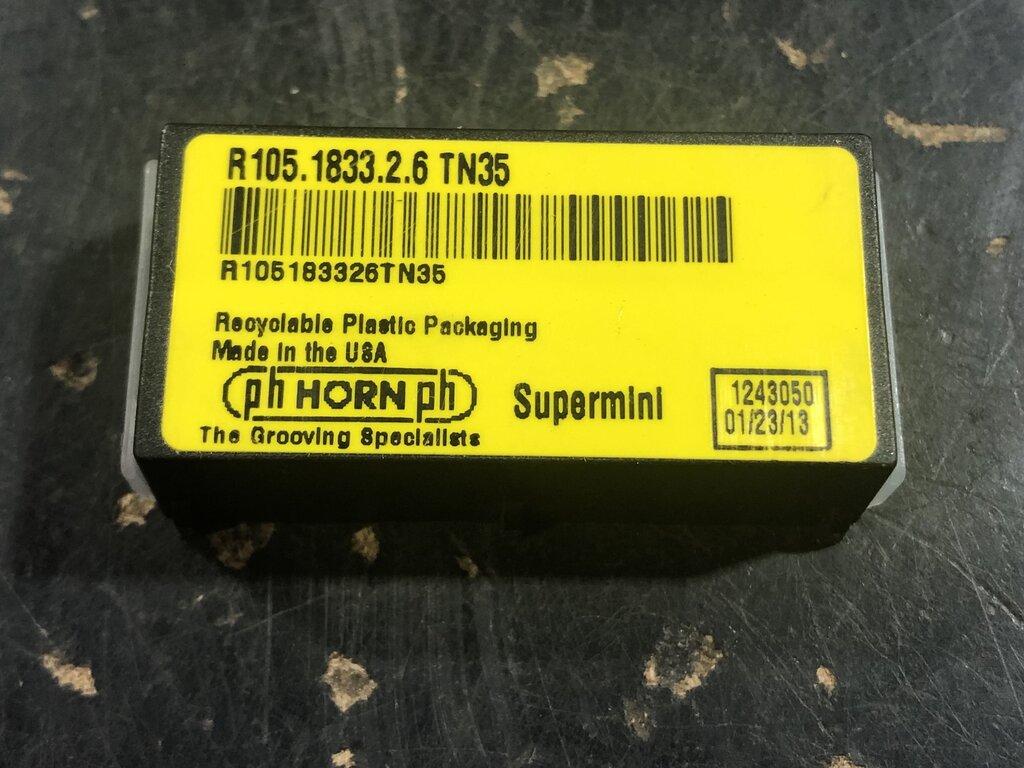 R105.1833.2.6 TN35
R105183326TN35
Recyclable Plastic Packaging
Made in the USA
ph HORN ph
The Grooving Specialists
Supermini
1243050
01/23/13